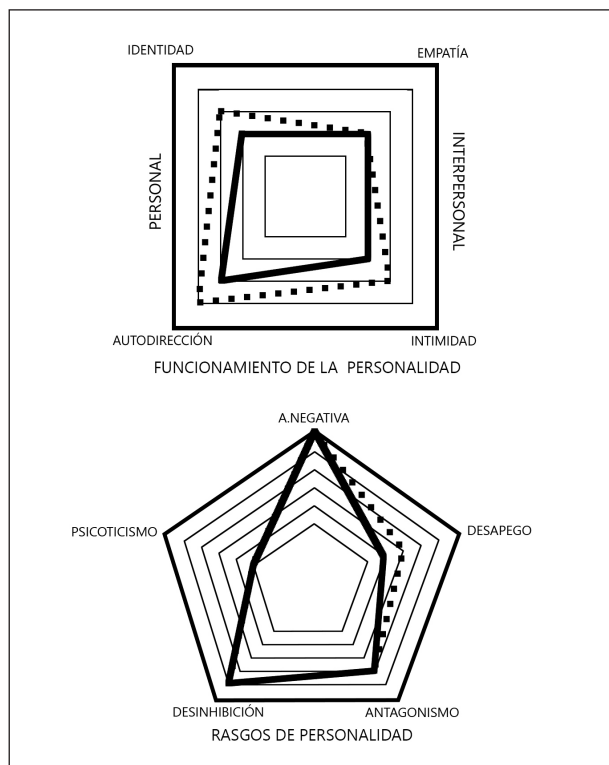 IDENTIDAD
EMPATÍA
PERSONAL
INTERPERSONAL
AUTODIRECCIÓN
INTIMIDAD
FUNCIONAMIENTO DE LA PERSONALIDAD
A.NEGATIVA
PSICOTICISMO
DESAPEGO
DESINHIBICIÓN
ANTAGONISMO
RASGOS DE PERSONALIDAD